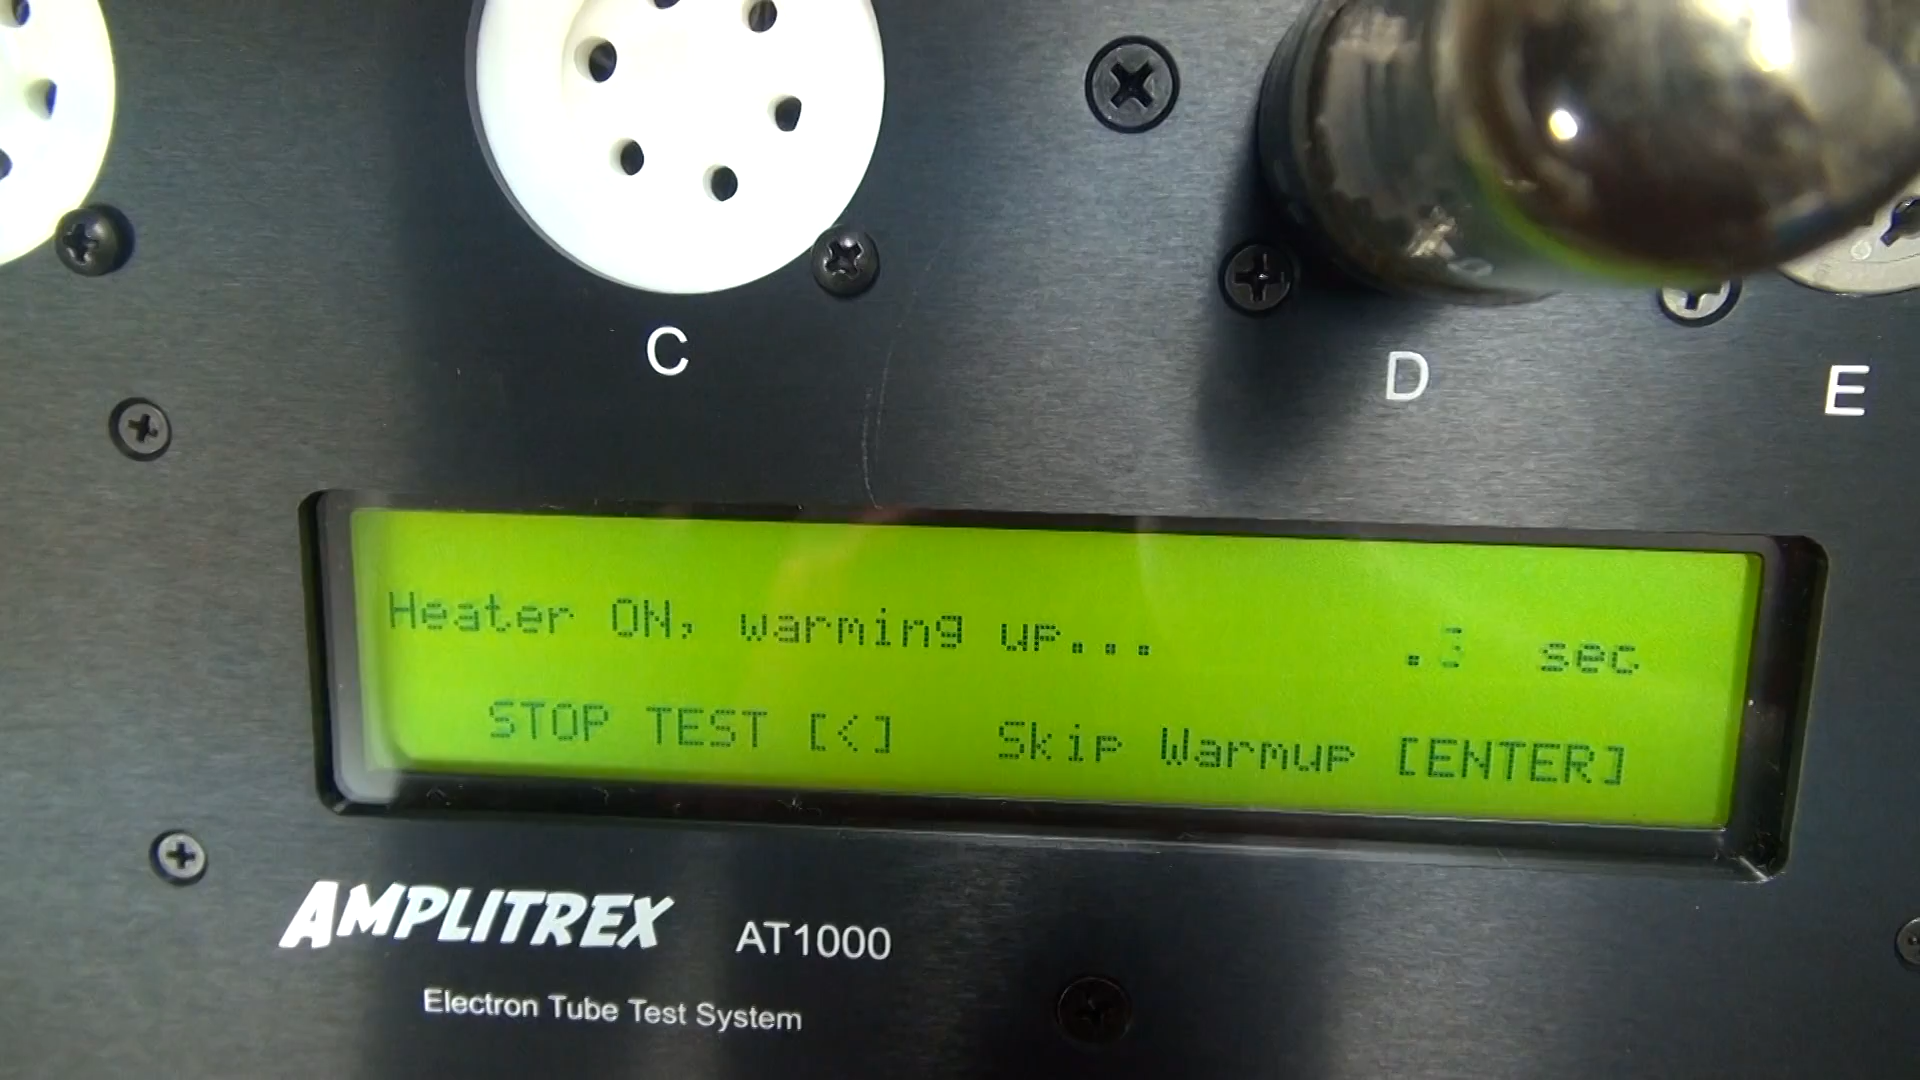 C
D
E
Heater ON, warming up... .3 sec
STOP TEST [<] Skip Warmup [ENTER]
AMPLITREX AT1000
Electron Tube Test System